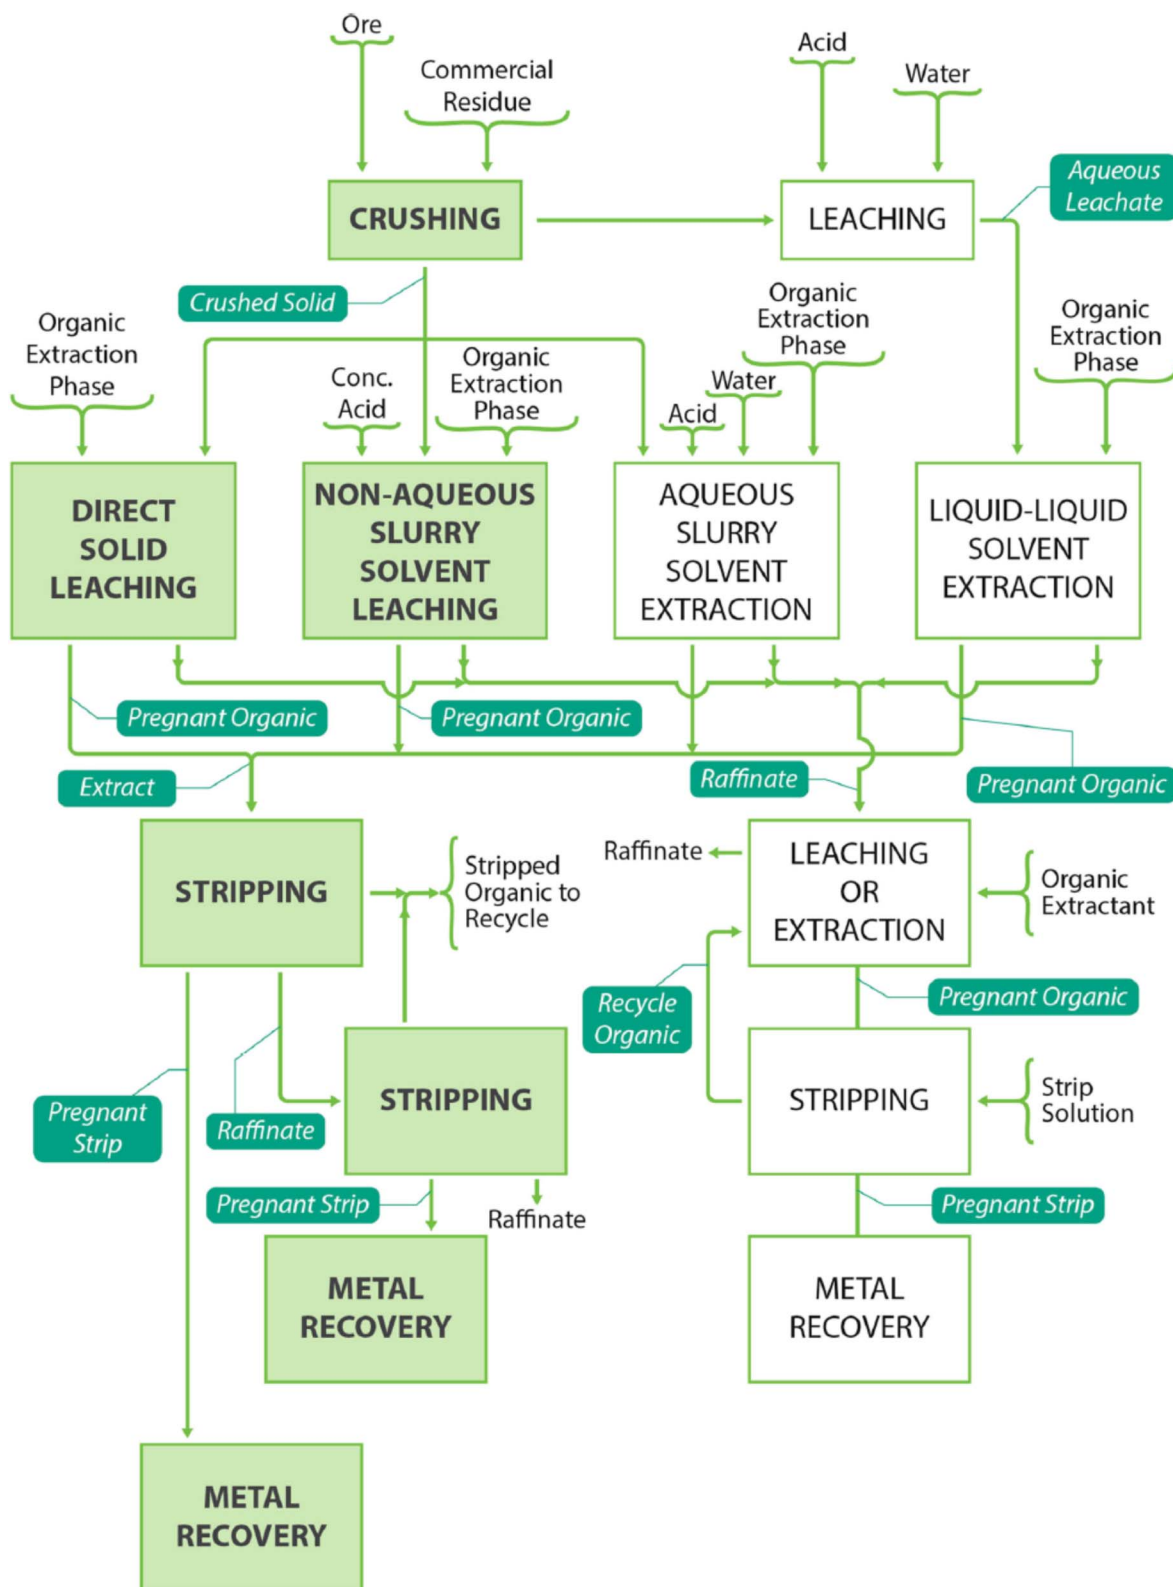 Ore
Commercial
Residue
Acid
Water
CRUSHING
LEACHING
Aqueous
Leachate
Crushed Solid
Organic
Extraction
Phase
Conc.
Acid
Organic
Extraction
Phase
Acid
Water
Organic
Extraction
Phase
Organic
Extraction
Phase
DIRECT
SOLID
LEACHING
NON-AQUEOUS
SLURRY
SOLVENT
LEACHING
AQUEOUS
SLURRY
SOLVENT
EXTRACTION
LIQUID-LIQUID
SOLVENT
EXTRACTION
Pregnant Organic
Pregnant Organic
Extract
Raffinate
Pregnant Organic
STRIPPING
Stripped
Organic to
Recycle
Raffinate
LEACHING
OR
EXTRACTION
Organic
Extractant
Recycle
Organic
Pregnant Organic
Pregnant
Strip
Raffinate
STRIPPING
STRIPPING
Strip
Solution
Pregnant Strip
Raffinate
Pregnant Strip
METAL
RECOVERY
METAL
RECOVERY
METAL
RECOVERY